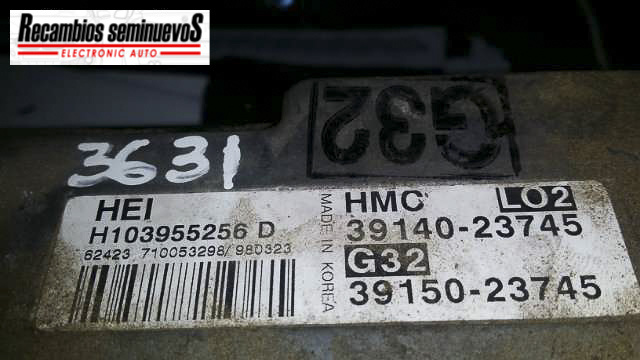 Recambios seminuevos
ELECTRONIC AUTO
G32
3631
HEI
H103955256 D
62423 710053298/ 980323
MADE IN KOREA
HMC LO2
39140-23745
G32
39150-23745